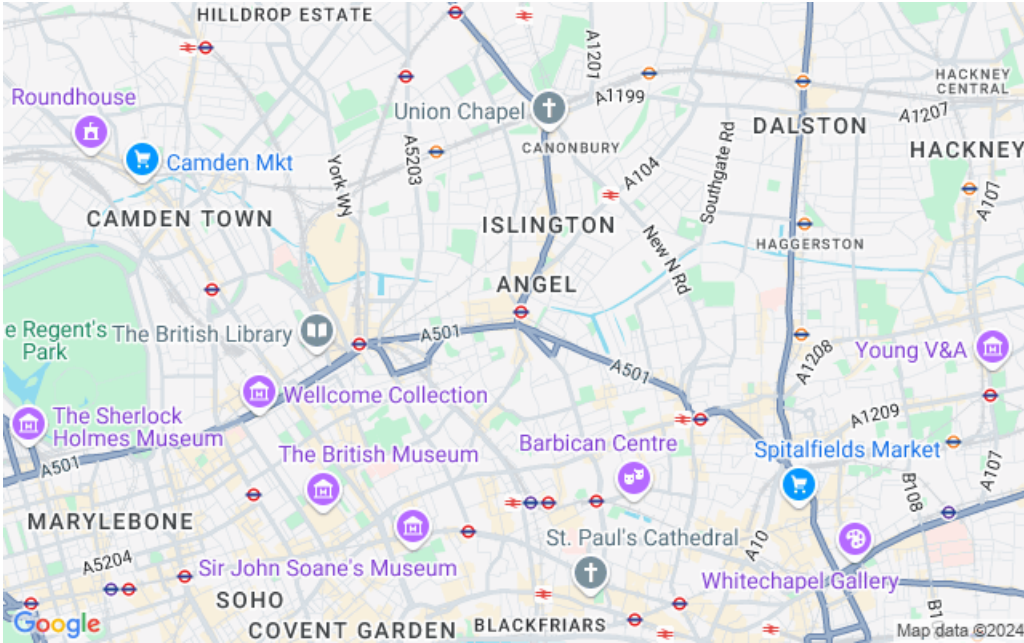 HILLDROP ESTATE
A1201
HACKNEY
CENTRAL
Roundhouse
Union Chapel
A1199
A1207
DALSTON
Camden Mkt
York WY
A5203
CANONBURY
A104
Southgate Rd
HACKNEY
A107
CAMDEN TOWN
ISLINGTON
New N Rd
HAGGERSTON
ANGEL
e Regent's
Park
The British Library
A501
A501
A1208
Young V&A
Wellcome Collection
The Sherlock
Holmes Museum
A501
A1209
The British Museum
Barbican Centre
Spitalfields Market
B108
A107
MARYLEBONE
A5204
Sir John Soane's Museum
St. Paul's Cathedral
A10
Whitechapel Gallery
SOHO
COVENT GARDEN
BLACKFRIARS
Google
Map data ©2024